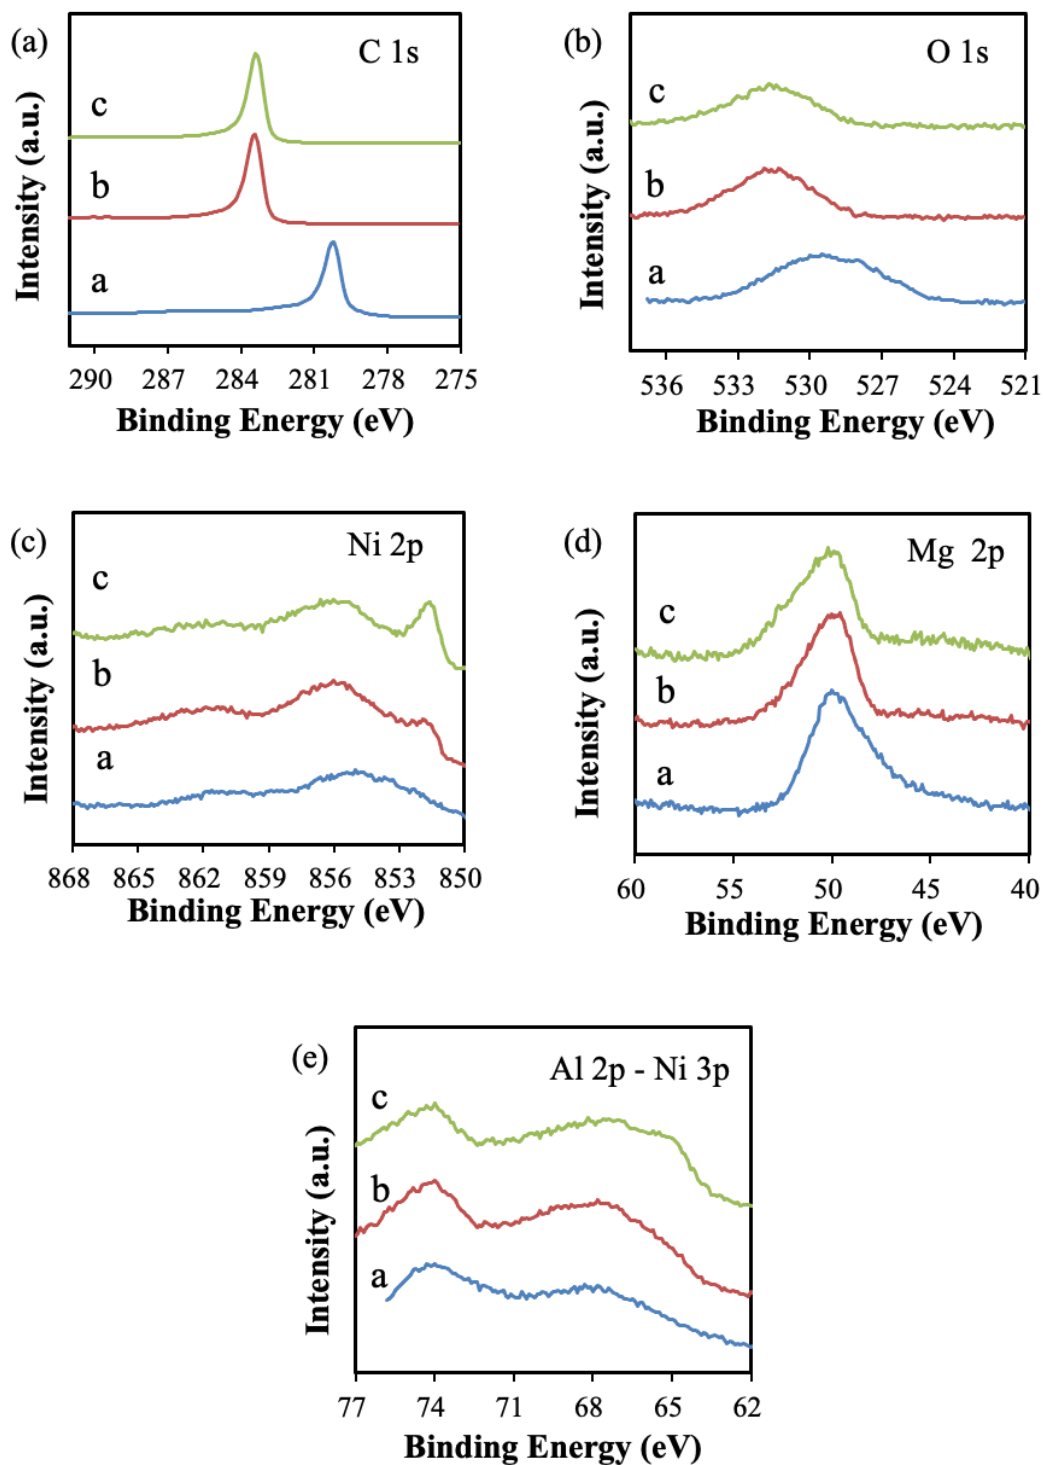 (a)
C 1s
c
b
a
Intensity (a.u.)
290 287 284 281 278 275
Binding Energy (eV)
(b)
O 1s
c
b
a
Intensity (a.u.)
536 533 530 527 524 521
Binding Energy (eV)
(c)
Ni 2p
c
b
a
Intensity (a.u.)
868 865 862 859 856 853 850
Binding Energy (eV)
(d)
Mg 2p
c
b
a
Intensity (a.u.)
60 55 50 45 40
Binding Energy (eV)
(e)
Al 2p - Ni 3p
c
b
a
Intensity (a.u.)
77 74 71 68 65 62
Binding Energy (eV)